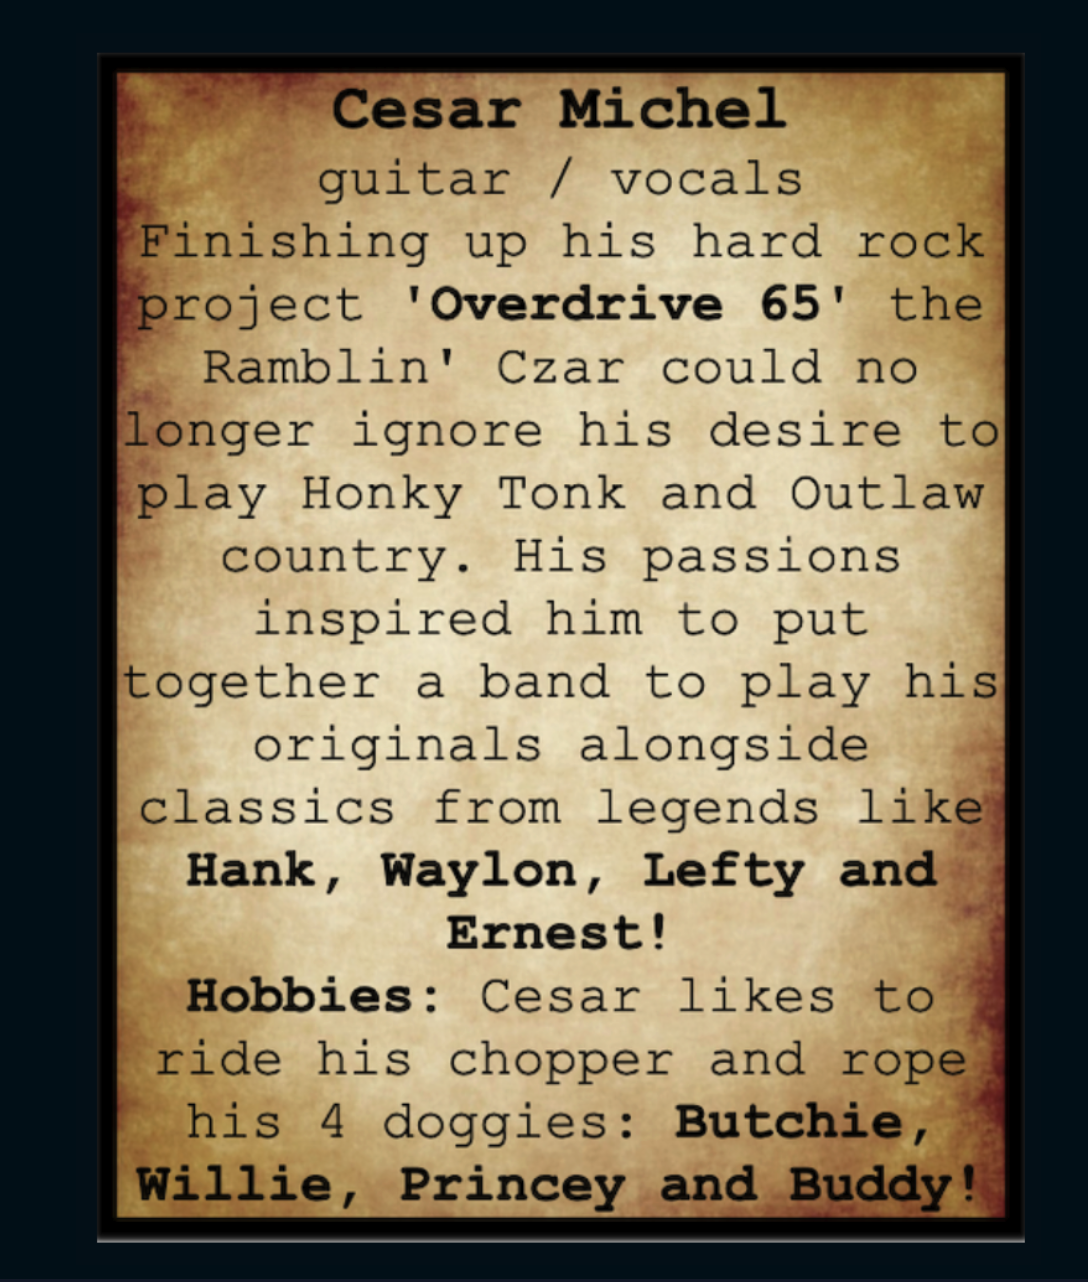 Cesar Michel
guitar / vocals
Finishing up his hard rock
project 'Overdrive 65' the
Ramblin' Czar could no
longer ignore his desire to
play Honky Tonk and Outlaw
country. His passions
inspired him to put
together a band to play his
originals alongside
classics from legends like
Hank, Waylon, Lefty and
Ernest!
Hobbies: Cesar likes to
ride his chopper and rope
his 4 doggies: Butchie,
Willie, Princey and Buddy!